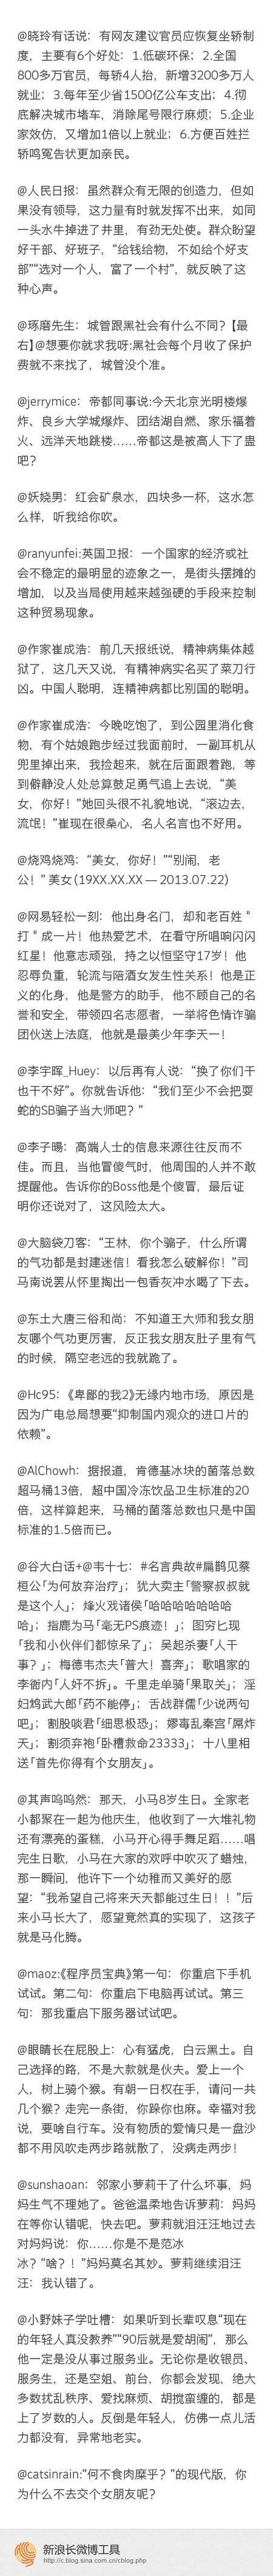 @晓玲有话说：有网友建议官员应恢复坐轿制
度，主要有6个好处：1.低碳环保；2.全国
800多万官员，每轿4人抬，新增3200多万人
就业；3.每年至少省1500亿公车支出；4.彻
底解决城市堵车，消除尾号限行麻烦；5.企业
家效仿，又增加1倍以上就业；6.方便百姓拦
轿鸣冤告状更加亲民。
@人民日报：虽然群众有无限的创造力，但如
果没有领导，这力量有时就发挥不出来，如同
一头水牛掉进了井里，有劲无处使。群众盼望
好干部、好班子，“给钱给物，不如给个好支
部”“选对一个人，富了一个村”，就反映了这
种心声。
@琢磨先生：城管跟黑社会有什么不同？【最
右】@想要你就求我呀:黑社会每个月收了保护
费就不来找了，城管没个准。
@jerrymice：帝都同事说:今天北京光明楼爆
炸、良乡大学城爆炸、团结湖自燃、家乐福着
火、远洋天地跳楼……帝都这是被高人下了蛊
吧？
@妖烧男：红会矿泉水，四块多一杯，这水怎
么样，听我给你吹。
@ranyunfei:英国卫报：一个国家的经济或社
会不稳定的最明显的迹象之一，是街头摆摊的
增加，以及当局使用越来越强硬的手段来控制
这种贸易现象。
@作家崔成浩：前几天报纸说，精神病集体越
狱了，这几天又说，有精神病实名买了菜刀行
凶。中国人聪明，连精神病都比别国的聪明。
@作家崔成浩：今晚吃饱了，到公园里消化食
物，有个姑娘跑步经过我面前时，一副耳机从
兜里掉出来，我捡起来，就在后面跟着跑，等
到僻静没人处总算鼓足勇气追上去说，“美
女，你好！”她回头很不礼貌地说，“滚边去，
流氓！”崔现在很桑心，名人名言也不好用。
@烧鸡烧鸡：“美女，你好！”“别闹，老
公！” 美女(19XX.XX.XX — 2013.07.22)
@网易轻松一刻：他出身名门，却和老百姓＂
打＂成一片！他热爱艺术，在看守所唱响闪闪
红星！他意志顽强，持之以恒坚守17岁！他
忍辱负重，轮流与陪酒女发生性关系！他是正
义的化身，他是警方的助手，他不顾自己的名
誉和安全，带领四名志愿者，一举将色情诈骗
团伙送上法庭，他就是最美少年李天一！
@李宇晖_Huey：以后再有人说：“换了你们干
也干不好”。你就告诉他：“我们至少不会把耍
蛇的SB骗子当大师吧？”
@李子暘：高端人士的信息来源往往反而不
佳。而且，当他冒傻气时，他周围的人并不敢
提醒他。告诉你的Boss他是个傻冒，最后证
明你还说对了，这风险太大。
@大脑袋刀客：“王林，你个骗子，什么所谓
的气功都是封建迷信！看我怎么破解你！”司
马南说罢从怀里掏出一包香灰冲水喝了下去。
@东土大唐三俗和尚：不知道王大师和我女朋
友哪个气功更厉害，反正我女朋友肚子里有气
的时候，隔空老远的我就跪了。
@Hc95：《卑鄙的我2》无缘内地市场，原因是
因为广电总局想要“抑制国内观众的进口片的
依赖”。
@AlChowh：据报道，肯德基冰块的菌落总数
超马桶13倍，超中国冷冻饮品卫生标准的20
倍，这样算起来，马桶的菌落总数也只是中国
标准的1.5倍而已。
@谷大白话+@韦十七：#名言典故#扁鹊见蔡
桓公「为何放弃治疗」；犹大卖主「警察叔叔就
是这个人」；烽火戏诸侯「哈哈哈哈哈哈哈
哈」；指鹿为马「毫无PS痕迹！」；图穷匕现
「我和小伙伴们都惊呆了」；吴起杀妻「人干
事？」；梅德韦杰夫「普大！喜奔」；歌唱家的
李衙内「人奸不拆」。千里走单骑「果取关」；淫
妇鸩武大郎「药不能停」；舌战群儒「少说两句
吧」；割股啖君「细思极恐」；嫪毐乱秦宫「屌炸
天」；割须弃袍「卧槽救命23333」；十八里相
送「首先你得有个女朋友」。
@其声呜呜然：那天，小马8岁生日。全家老
小都聚在一起为他庆生，他收到了一大堆礼物
还有漂亮的蛋糕，小马开心得手舞足蹈……唱
完生日歌，小马在大家的欢呼中吹灭了蜡烛，
那一瞬间，他许下一个幼稚而又美好的愿
望：“我希望自己将来天天都能过生日！！”后
来小马长大了，愿望竟然真的实现了，这孩子
就是马化腾。
@maoz:《程序员宝典》第一句：你重启下手机
试试。第二句：你重启下电脑再试试。第三
句：那我重启下服务器试试吧。
@眼睛长在屁股上：心有猛虎，白云黑土。自
己选择的路，不是大款就是伙夫。爱上一个
人，树上骑个猴。有朝一日权在手，请问一共
几个猴？走完一条街，你跺你也麻。幸福对我
说，要啥自行车。没有物质的爱情只是一盘沙
都不用风吹走两步路就散了，没病走两步！
@sunshaoan：邻家小萝莉干了什么坏事，妈
妈生气不理她了。爸爸温柔地告诉萝莉：妈妈
在等你认错呢，快去吧。萝莉就泪汪汪地过去
对妈妈说：你……你是不是范冰
冰？“啥？！”妈妈莫名其妙。萝莉继续泪汪
汪：我认错了。
@小野妹子学吐槽：如果听到长辈叹息“现在
的年轻人真没教养”“90后就是爱胡闹”，那么
他一定是没从事过服务业。无论你是收银员、
服务生，还是空姐、前台，你都会发现，绝大
多数扰乱秩序、爱找麻烦、胡搅蛮缠的，都是
上了岁数的人。反倒是年轻人，仿佛一点儿活
力都没有，异常地老实。
@catsinrain:“何不食肉糜乎？”的现代版，你
为什么不去交个女朋友呢？
新浪长微博工具
http://c.blog.sina.com.cn/cblog.php